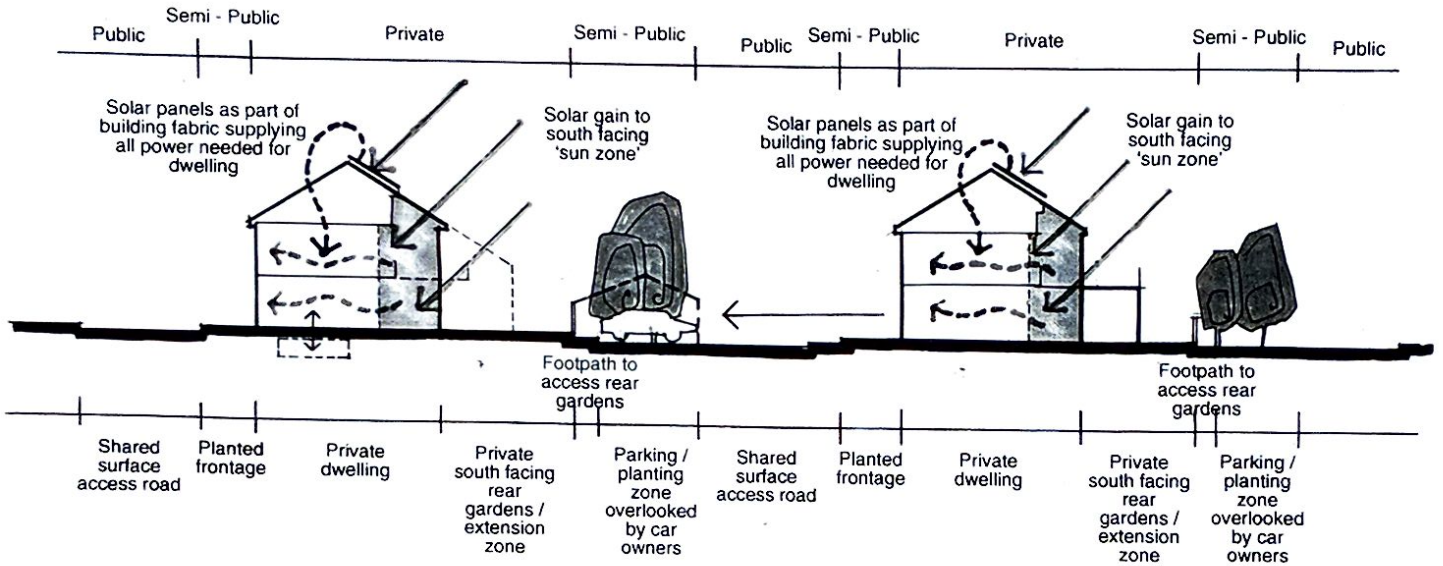 Public
Semi - Public
Private
Semi - Public
Public
Semi - Public
Private
Semi - Public
Public
Solar panels as part of
building fabric supplying
all power needed for
dwelling
Solar gain to
south facing
'sun zone'
Solar panels as part of
building fabric supplying
all power needed for
dwelling
Solar gain to
south facing
'sun zone'
Footpath to
access rear
gardens
Footpath to
access rear
gardens
Shared
surface
access road
Planted
frontage
Private
dwelling
Private
south facing
rear
gardens /
extension
zone
Parking /
planting
zone
overlooked
by car
owners
Shared
surface
access road
Planted
frontage
Private
dwelling
Private
south facing
rear
gardens /
extension
zone
Parking /
planting
zone
overlooked
by car
owners